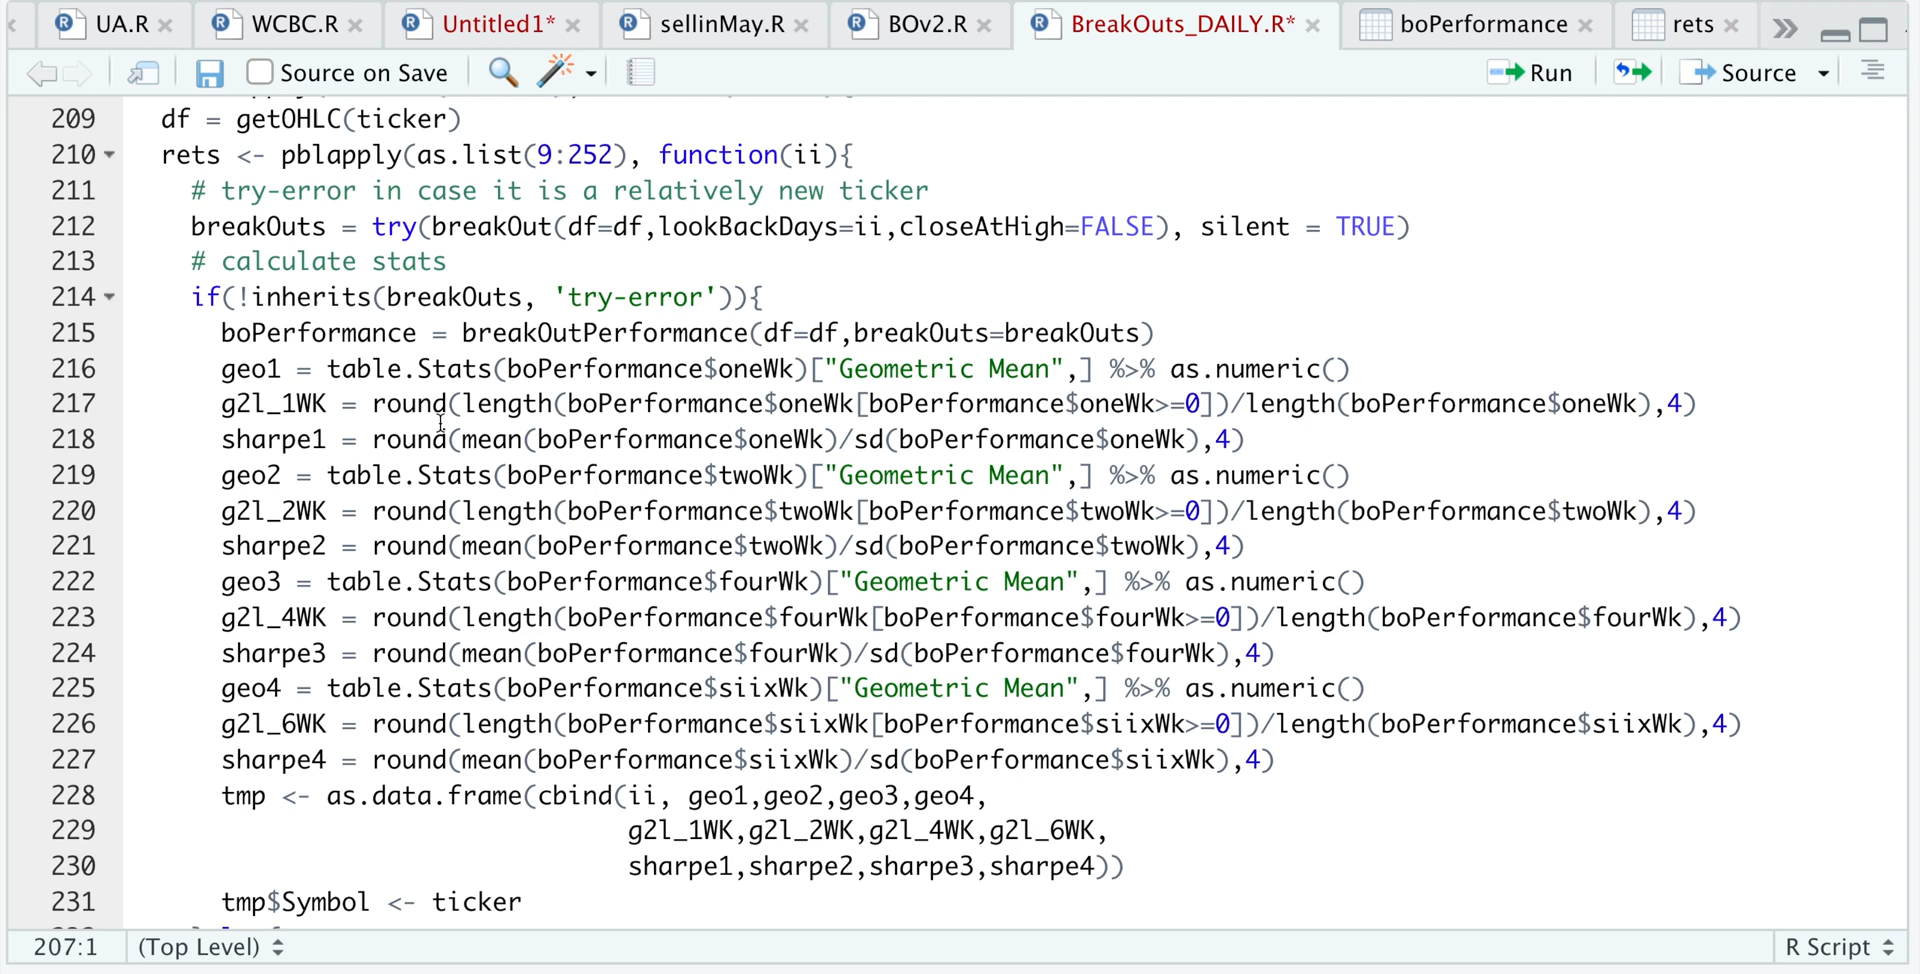 UA.R WCBC.R Untitled1* sellinMay.R BOv2.R BreakOuts_DAILY.R* boPerformance rets
Source on Save Run Source
209 df = getOHLC(ticker)
210 rets <- pblapply(as.list(9:252), function(ii){
211 # try-error in case it is a relatively new ticker
212 breakOuts = try(breakOut(df=df,lookBackDays=ii,closeAtHigh=FALSE), silent = TRUE)
213 # calculate stats
214 if(!inherits(breakOuts, 'try-error')){
215 boPerformance = breakOutPerformance(df=df,breakOuts=breakOuts)
216 geo1 = table.Stats(boPerformance$oneWk)["Geometric Mean",] %>% as.numeric()
217 g2l_1WK = round(length(boPerformance$oneWk[boPerformance$oneWk>=0])/length(boPerformance$oneWk),4)
218 sharpe1 = round(mean(boPerformance$oneWk)/sd(boPerformance$oneWk),4)
219 geo2 = table.Stats(boPerformance$twoWk)["Geometric Mean",] %>% as.numeric()
220 g2l_2WK = round(length(boPerformance$twoWk[boPerformance$twoWk>=0])/length(boPerformance$twoWk),4)
221 sharpe2 = round(mean(boPerformance$twoWk)/sd(boPerformance$twoWk),4)
222 geo3 = table.Stats(boPerformance$fourWk)["Geometric Mean",] %>% as.numeric()
223 g2l_4WK = round(length(boPerformance$fourWk[boPerformance$fourWk>=0])/length(boPerformance$fourWk),4)
224 sharpe3 = round(mean(boPerformance$fourWk)/sd(boPerformance$fourWk),4)
225 geo4 = table.Stats(boPerformance$siixWk)["Geometric Mean",] %>% as.numeric()
226 g2l_6WK = round(length(boPerformance$siixWk[boPerformance$siixWk>=0])/length(boPerformance$siixWk),4)
227 sharpe4 = round(mean(boPerformance$siixWk)/sd(boPerformance$siixWk),4)
228 tmp <- as.data.frame(cbind(ii, geo1,geo2,geo3,geo4,
229 g2l_1WK,g2l_2WK,g2l_4WK,g2l_6WK,
230 sharpe1,sharpe2,sharpe3,sharpe4))
231 tmp$Symbol <- ticker
207:1 (Top Level) R Script